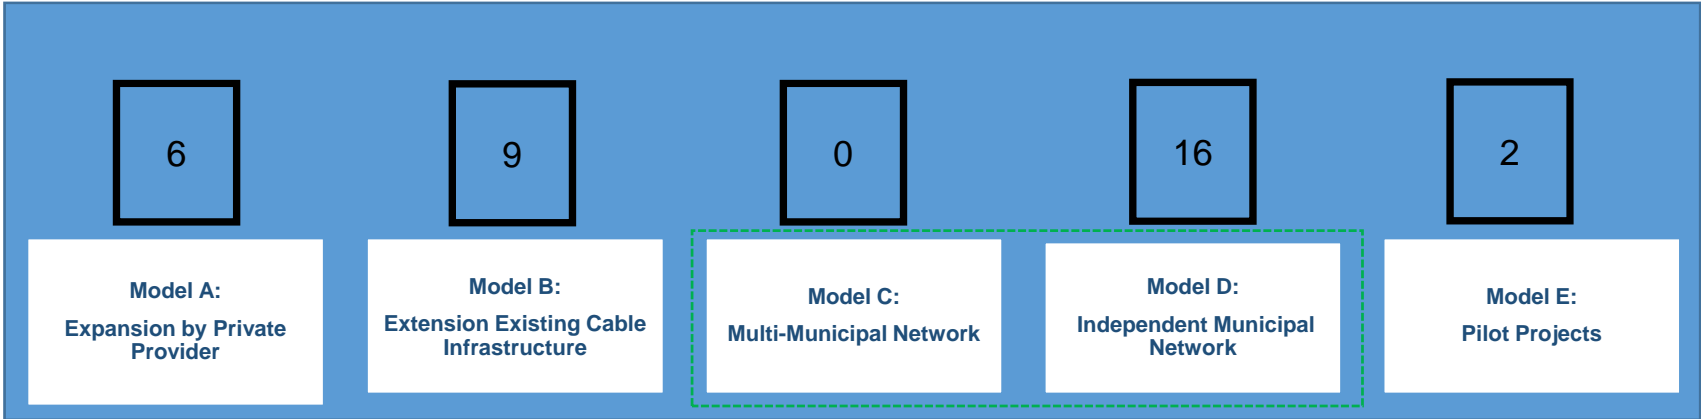 6
9
0
16
2
Model A:
Expansion by Private
Provider
Model B:
Extension Existing Cable
Infrastructure
Model C:
Multi-Municipal Network
Model D:
Independent Municipal
Network
Model E:
Pilot Projects